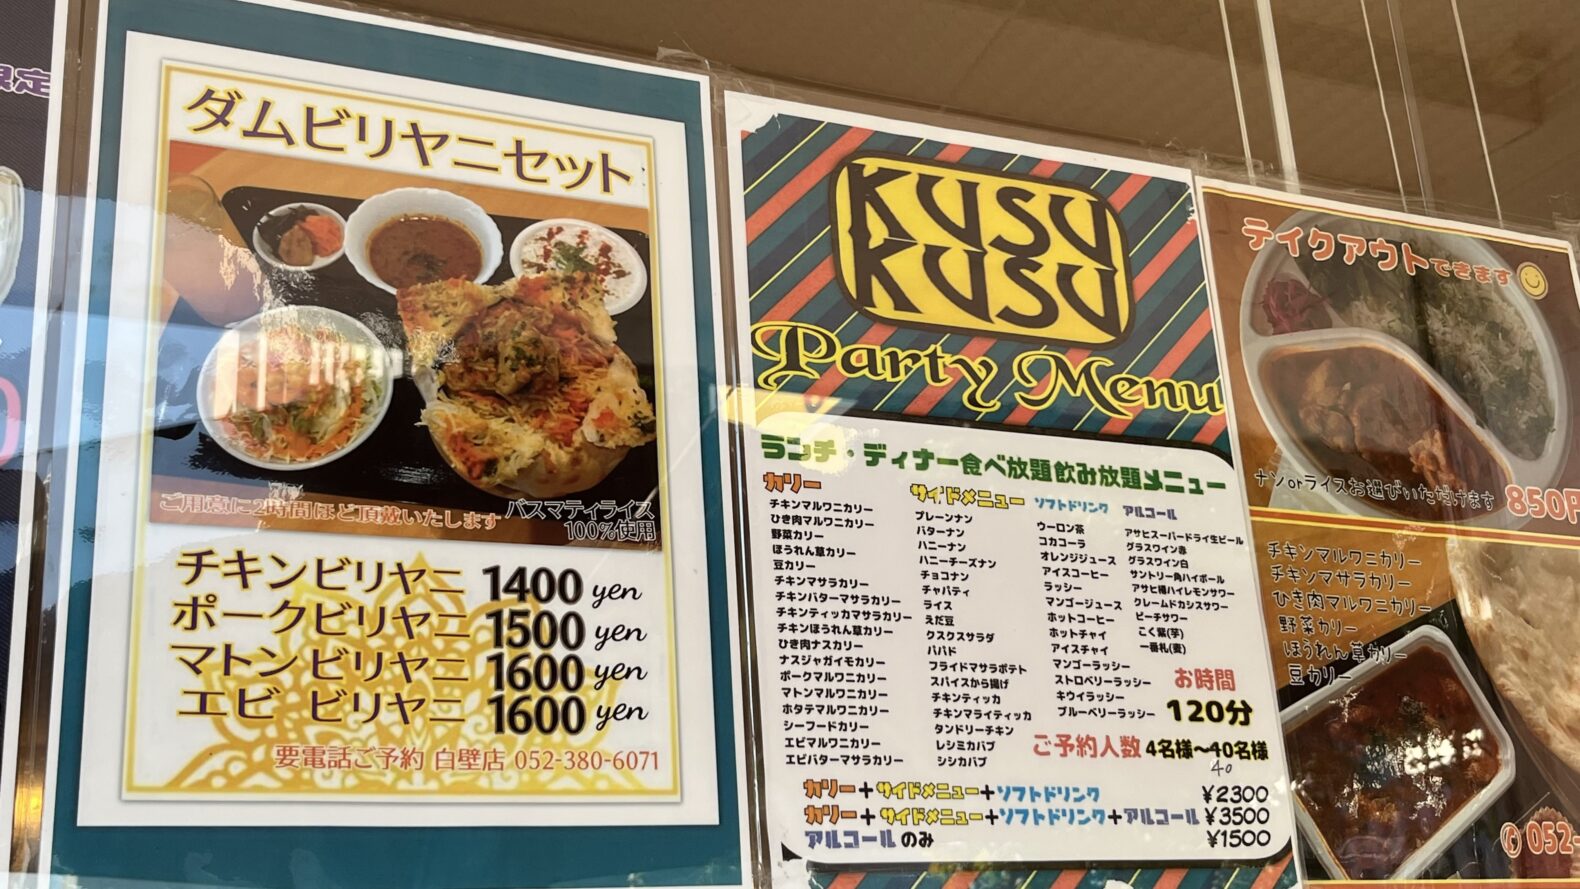 限定
ダムビリヤニセット
ご用意に2時間ほど頂戴いたします
バスマティライス
100%使用
チキンビリヤニ 1400 yen
ポークビリヤニ 1500 yen
マトンビリヤニ 1600 yen
エビ ビリヤニ 1600 yen
要電話ご予約 白壁店 052-380-6071
KUSU
KUSU
Party Menu
ランチ・ディナー食べ放題飲み放題メニュー
カリー
チキンマルワニカリー
ひき肉マルワニカリー
野菜カリー
ほうれん草カリー
豆カリー
チキンマサラカリー
チキンバターマサラカリー
チキンティッカマサラカリー
チキンほうれん草カリー
ひき肉ナスカリー
ナスジャガイモカリー
ポークマルワニカリー
マトンマルワニカリー
ホタテマルワニカリー
シーフードカリー
エビマルワニカリー
エビバターマサラカリー
サイドメニュー
プレーンナン
バターナン
ハニーナン
ハニーチーズナン
チョコナン
チャパティ
ライス
えだ豆
クスクスサラダ
パパド
フライドマサラポテト
スパイスから揚げ
チキンティッカ
チキンマライティッカ
タンドリーチキン
レシミカバブ
シシカバブ
ソフトドリンク
ウーロン茶
コカコーラ
オレンジジュース
アイスコーヒー
ラッシー
マンゴージュース
ホットコーヒー
ホットチャイ
アイスチャイ
マンゴーラッシー
ストロベリーラッシー
キウイラッシー
ブルーベリーラッシー
アルコール
アサヒスーパードライ生ビール
グラスワイン赤
グラスワイン白
サントリー角ハイボール
アサヒ樽ハイレモンサワー
クレームドカシスサワー
ピーチサワー
こく紫(芋)
一番札(麦)
お時間
120分
ご予約人数 4名様〜40名様
40
カリー+サイドメニュー+ソフトドリンク ¥2300
カリー+サイドメニュー+ソフトドリンク+アルコール ¥3500
アルコールのみ ¥1500
テイクアウトできます
ナンorライスお選びいただけます 850円
チキンマルワニカリー
チキンマサラカリー
ひき肉マルワニカリー
野菜カリー
ほうれん草カリー
豆カリー
052-